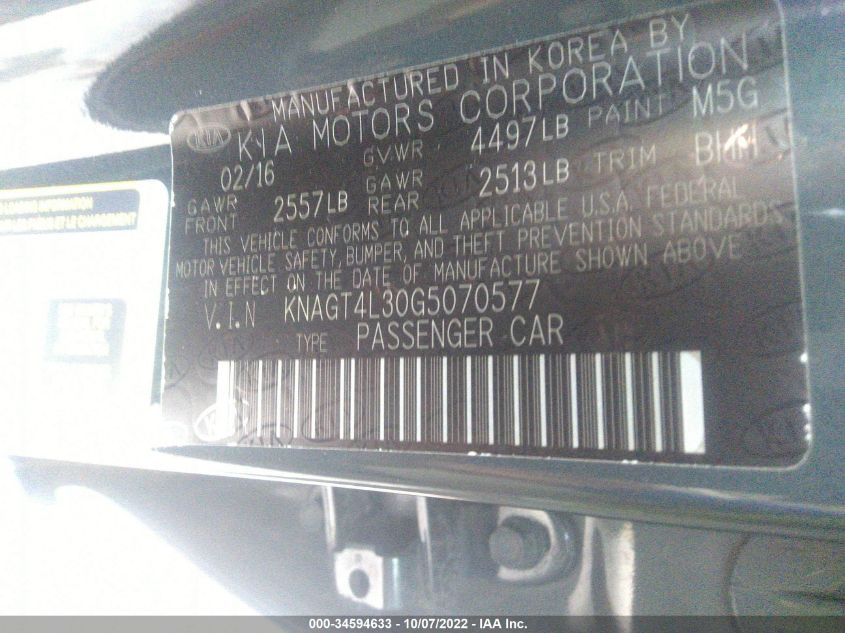 MANUFACTURED IN KOREA BY
KIA KIA MOTORS CORPORATION
02/16 GVWR 4497LB PAINT M5G
GAWR FRONT 2557LB GAWR REAR 2513LB TRIM
THIS VEHICLE CONFORMS TO ALL APPLICABLE U.S.A. FEDERAL
MOTOR VEHICLE SAFETY, BUMPER, AND THEFT PREVENTION STANDARDS
IN EFFECT ON THE DATE OF MANUFACTURE SHOWN ABOVE
V.I.N KNAGT4L30G5070577
TYPE PASSENGER CAR
000-34594633 - 10/07/2022 - IAA Inc.